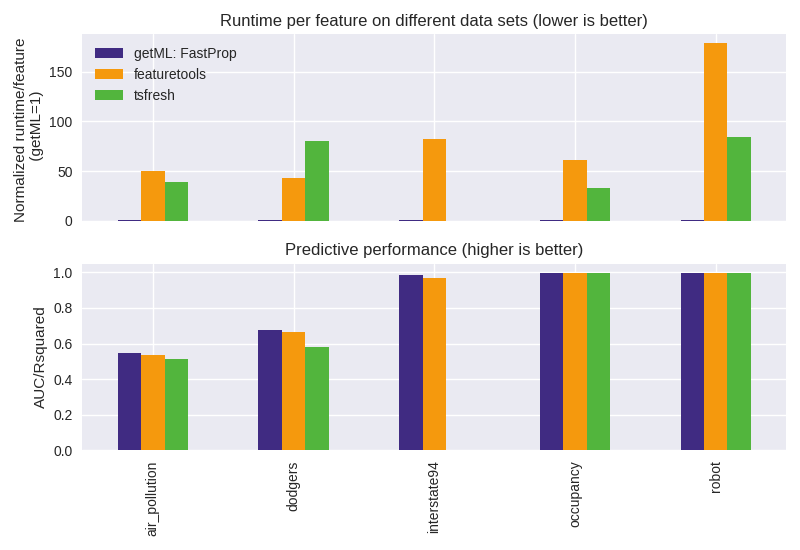 Runtime per feature on different data sets (lower is better)
Normalized runtime/feature
(getML=1)
150
100
50
0
getML: FastProp
featuretools
tsfresh
Predictive performance (higher is better)
AUC/Rsquared
1.0
0.8
0.6
0.4
0.2
0.0
air_pollution
dodgers
interstate94
occupancy
robot